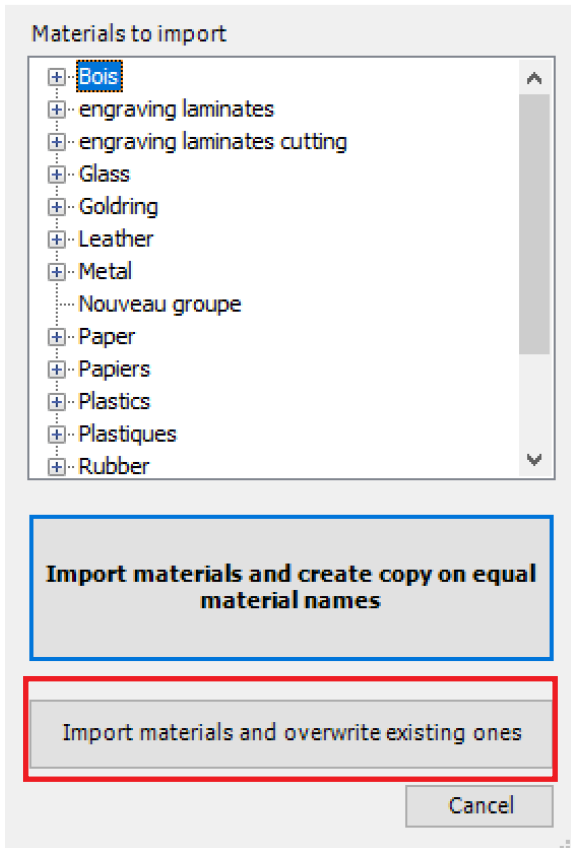 Materials to import
Bois
engraving laminates
engraving laminates cutting
Glass
Goldring
Leather
Metal
Nouveau groupe
Paper
Papiers
Plastics
Plastiques
Rubber
Import materials and create copy on equal
material names
Import materials and overwrite existing ones
Cancel